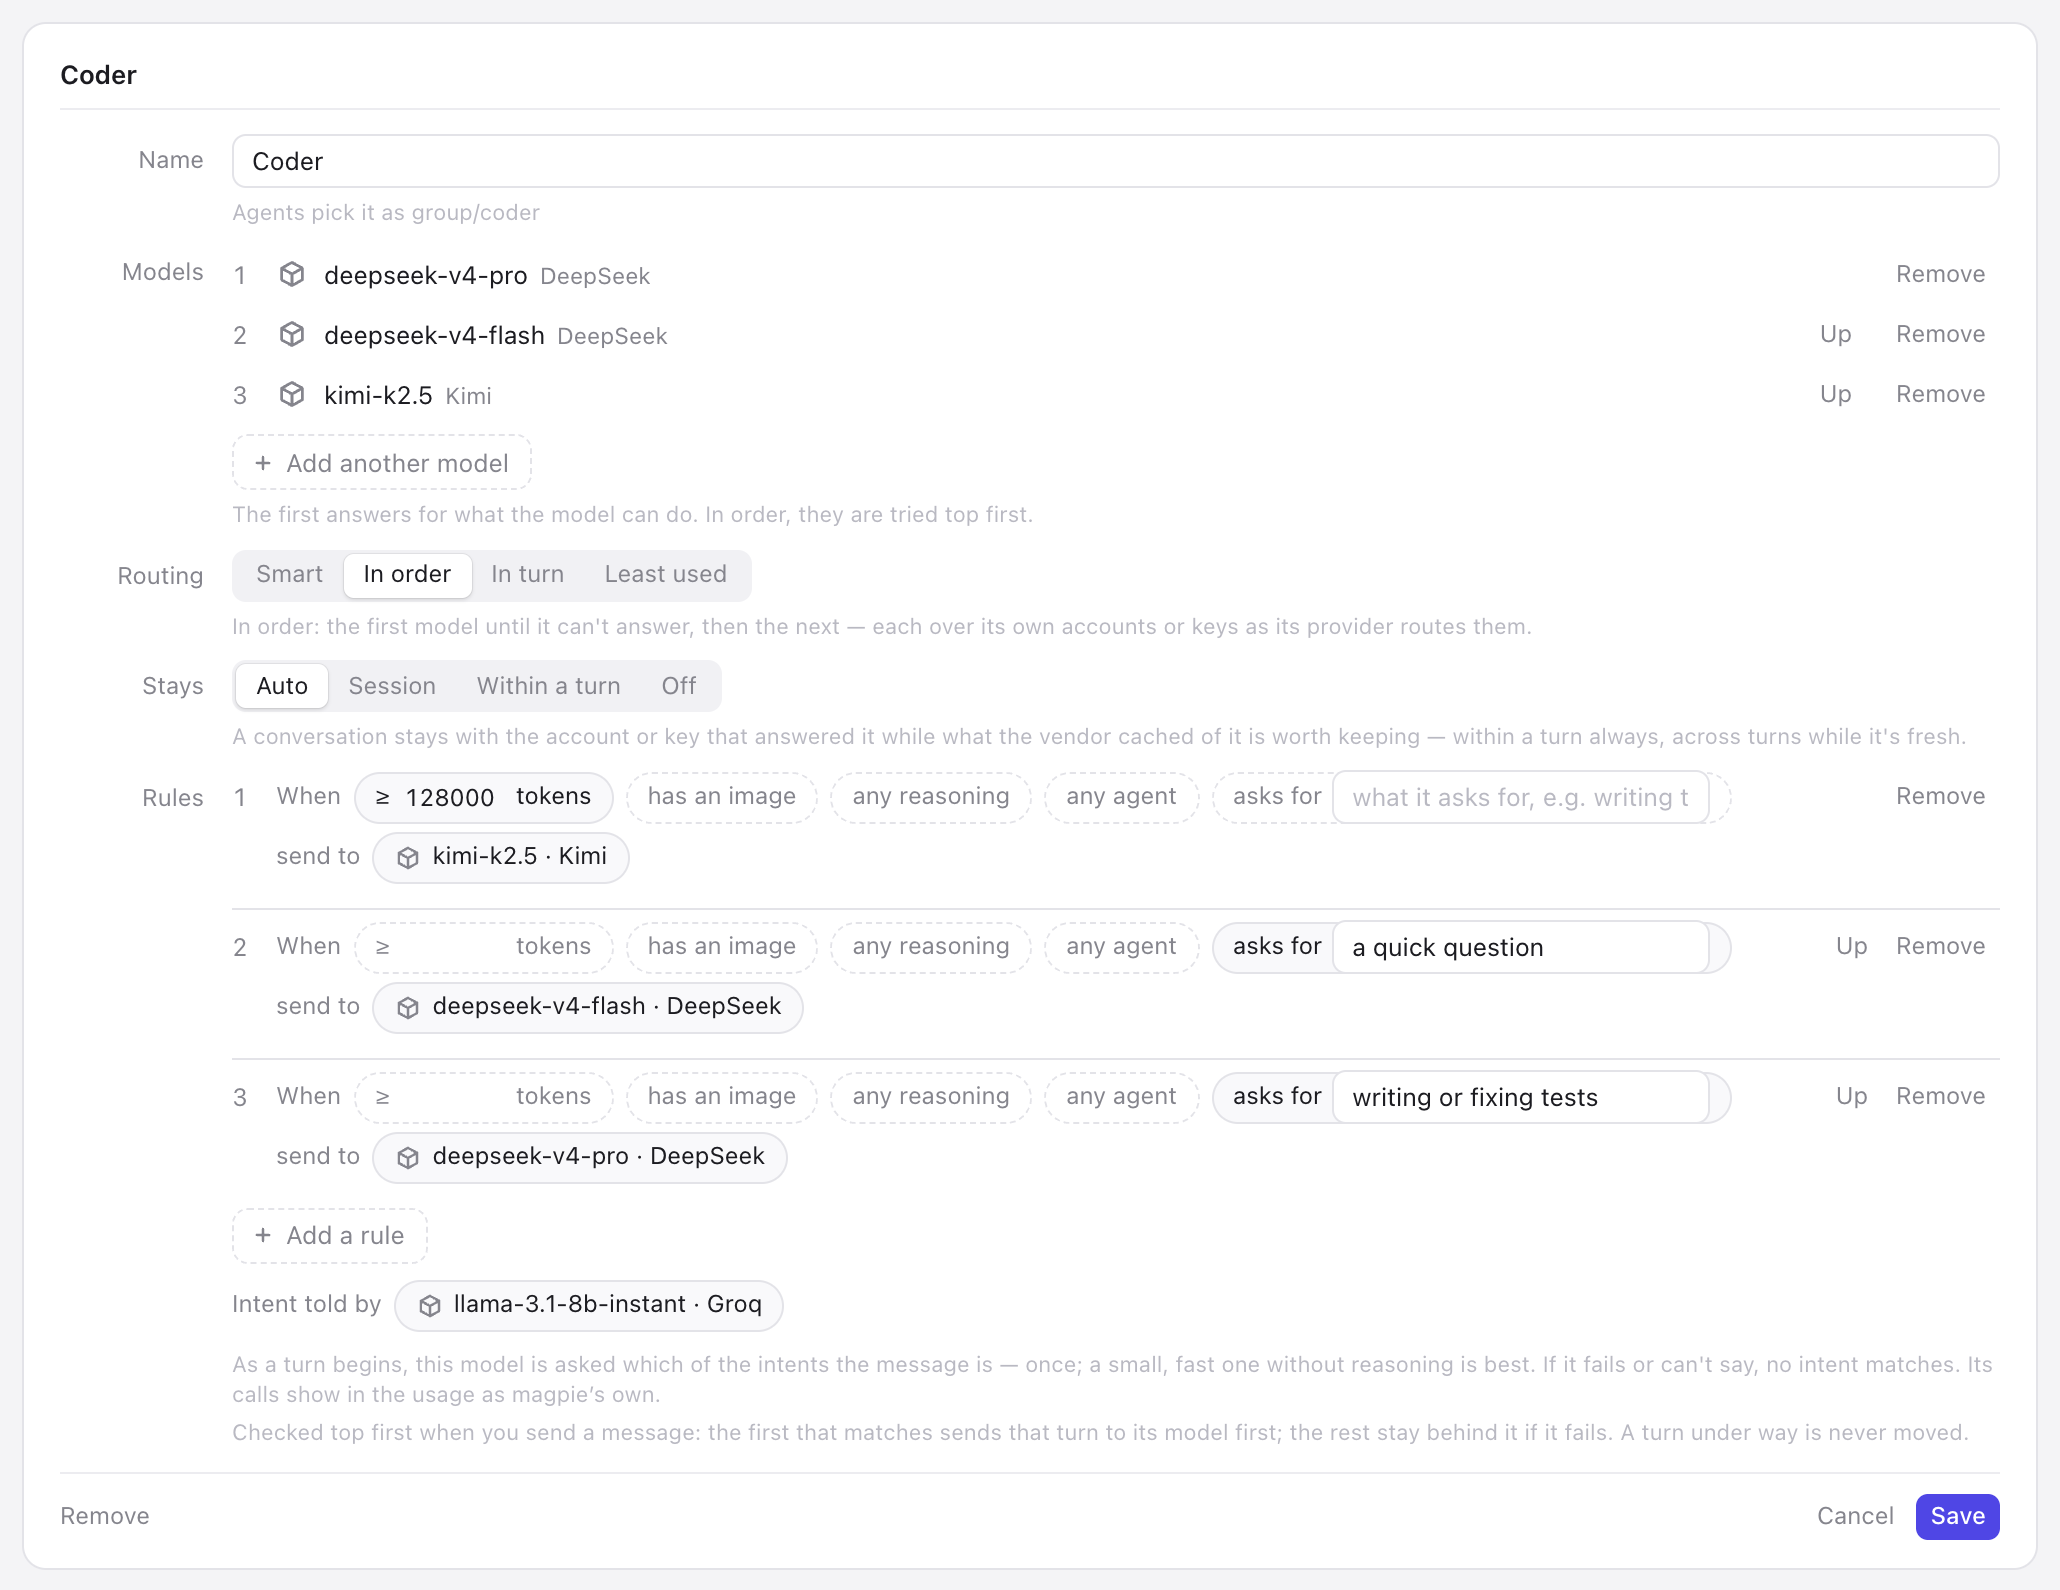 Coder
Name Coder
Agents pick it as group/coder
Models 1 deepseek-v4-pro DeepSeek Remove
2 deepseek-v4-flash DeepSeek Up Remove
3 kimi-k2.5 Kimi Up Remove
+ Add another model
The first answers for what the model can do. In order, they are tried top first.
Routing Smart In order In turn Least used
In order: the first model until it can't answer, then the next — each over its own accounts or keys as its provider routes them.
Stays Auto Session Within a turn Off
A conversation stays with the account or key that answered it while what the vendor cached of it is worth keeping — within a turn always, across turns while it's fresh.
Rules 1 When ≥ 128000 tokens has an image any reasoning any agent asks for what it asks for, e.g. writing t Remove
send to kimi-k2.5 · Kimi
2 When ≥ tokens has an image any reasoning any agent asks for a quick question Up Remove
send to deepseek-v4-flash · DeepSeek
3 When ≥ tokens has an image any reasoning any agent asks for writing or fixing tests Up Remove
send to deepseek-v4-pro · DeepSeek
+ Add a rule
Intent told by llama-3.1-8b-instant · Groq
As a turn begins, this model is asked which of the intents the message is — once; a small, fast one without reasoning is best. If it fails or can't say, no intent matches. Its
calls show in the usage as magpie’s own.
Checked top first when you send a message: the first that matches sends that turn to its model first; the rest stay behind it if it fails. A turn under way is never moved.
Remove Cancel Save